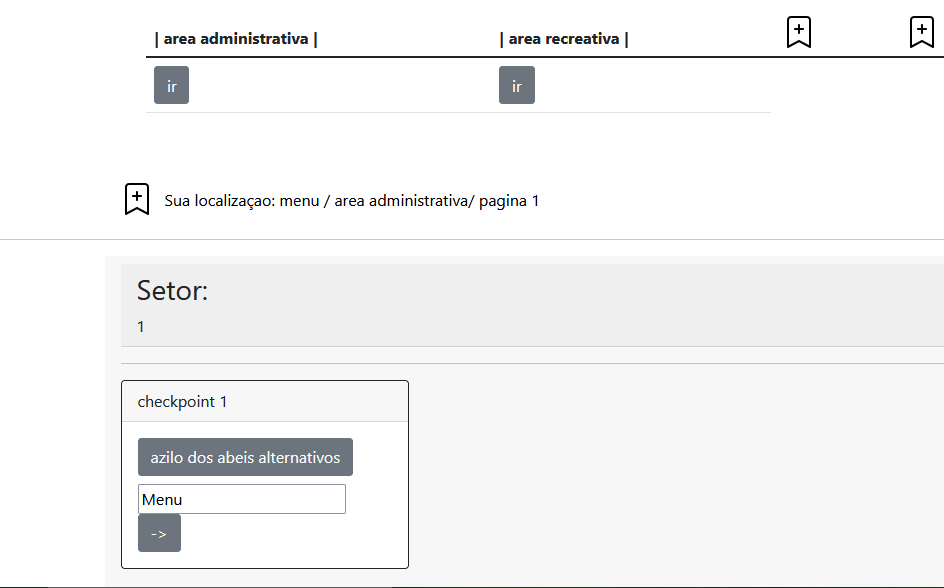 | area administrativa | | area recreativa |
ir ir
Sua localizaçao: menu / area administrativa/ pagina 1
Setor:
1
checkpoint 1
azilo dos abeis alternativos
Menu
->